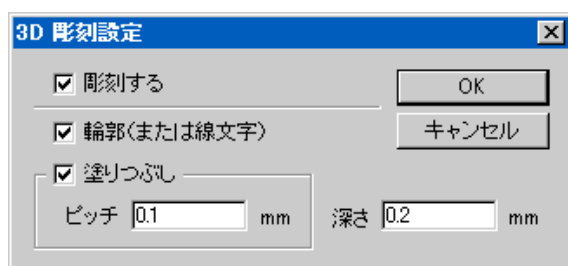 3D 彫刻設定
彫刻する
OK
輪郭(または線文字)
キャンセル
塗りつぶし
ピッチ 0.1 mm 深さ 0.2 mm